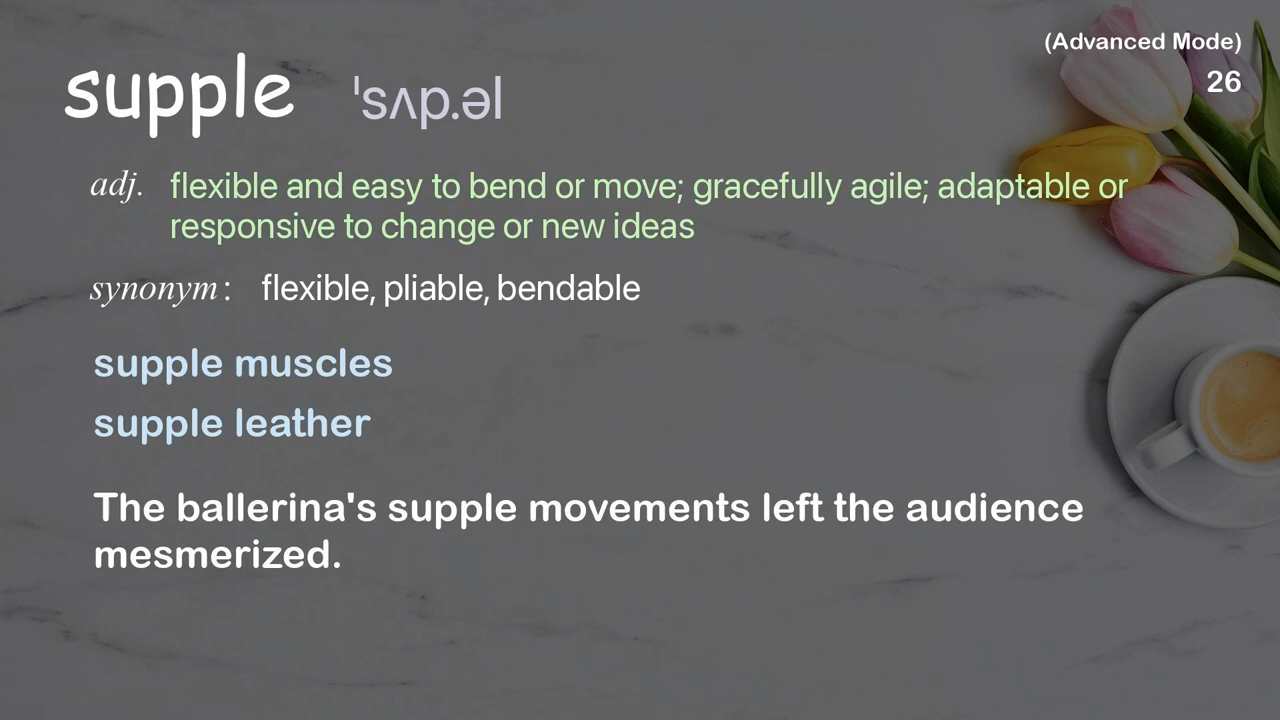 (Advanced Mode)
26
supple ˈsʌp.əl
adj. flexible and easy to bend or move; gracefully agile; adaptable or
responsive to change or new ideas
synonym : flexible, pliable, bendable
supple muscles
supple leather
The ballerina's supple movements left the audience
mesmerized.